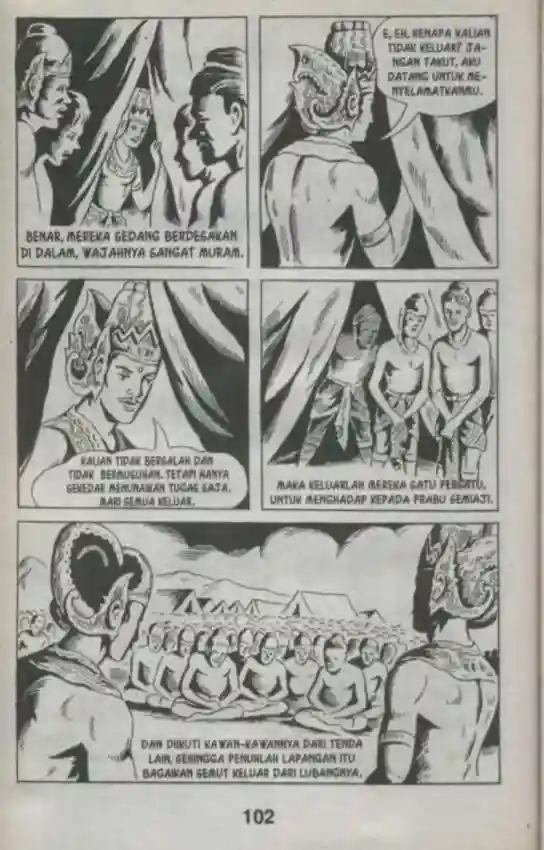 BENAR, MEREKA SEDANG BERDESAKAN
DI DALAM, WAJAHNYA SANGAT MURAM.
E, EH, KENAPA KALIAN
TIDAK KELUAR? JA-
NGAN TAKUT, AKU
DATANG UNTUK ME-
NYELAMATKANMU.
KALIAN TIDAK BERSALAH DAN
TIDAK BERMUSUHAN. TETAPI HANYA
SEKEDAR MENUNAIKAN TUGAS SAJA.
MARI SEMUA KELUAR.
MAKA KELUARLAH MEREKA SATU PERSATU,
UNTUK MENGHADAP KEPADA PRABU SEMIAJI.
DAN DIIKUTI KAWAN-KAWANNYA DARI TENDA
LAIN, SEHINGGA PENUHLAH LAPANGAN ITU
BAGAIKAN SEMUT KELUAR DARI LUBANGNYA.
102